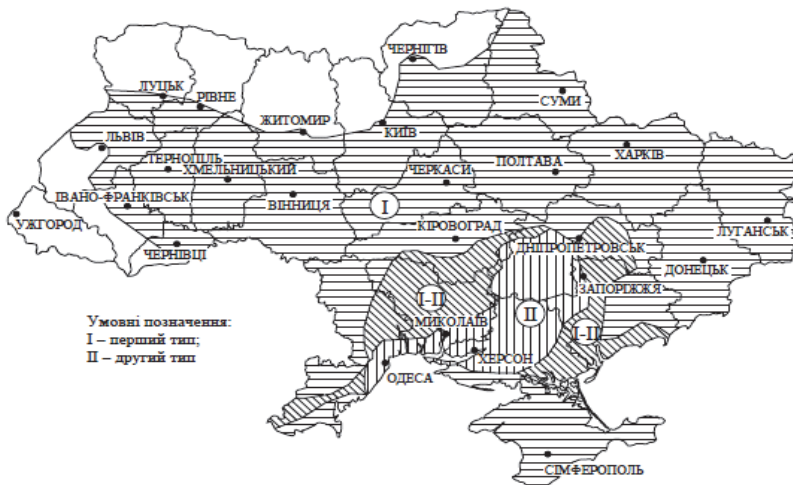 ЧЕРНІГІВ
ЛУЦЬК
РІВНЕ
СУМИ
ЖИТОМИР
КИЇВ
ЛЬВІВ
ХАРКІВ
ТЕРНОПІЛЬ
ПОЛТАВА
ХМЕЛЬНИЦЬКИЙ
ЧЕРКАСИ
ІВАНО-ФРАНКІВСЬК
ВІННИЦЯ
I
УЖГОРОД
КІРОВОГРАД
ЛУГАНСЬК
ДНІПРОПЕТРОВСЬК
ЧЕРНІВЦІ
ДОНЕЦЬК
ЗАПОРІЖЖЯ
I-II
II
МИКОЛАЇВ
I-II
ХЕРСОН
ОДЕСА
Умовні позначення:
I – перший тип;
II – другий тип
СІМФЕРОПОЛЬ